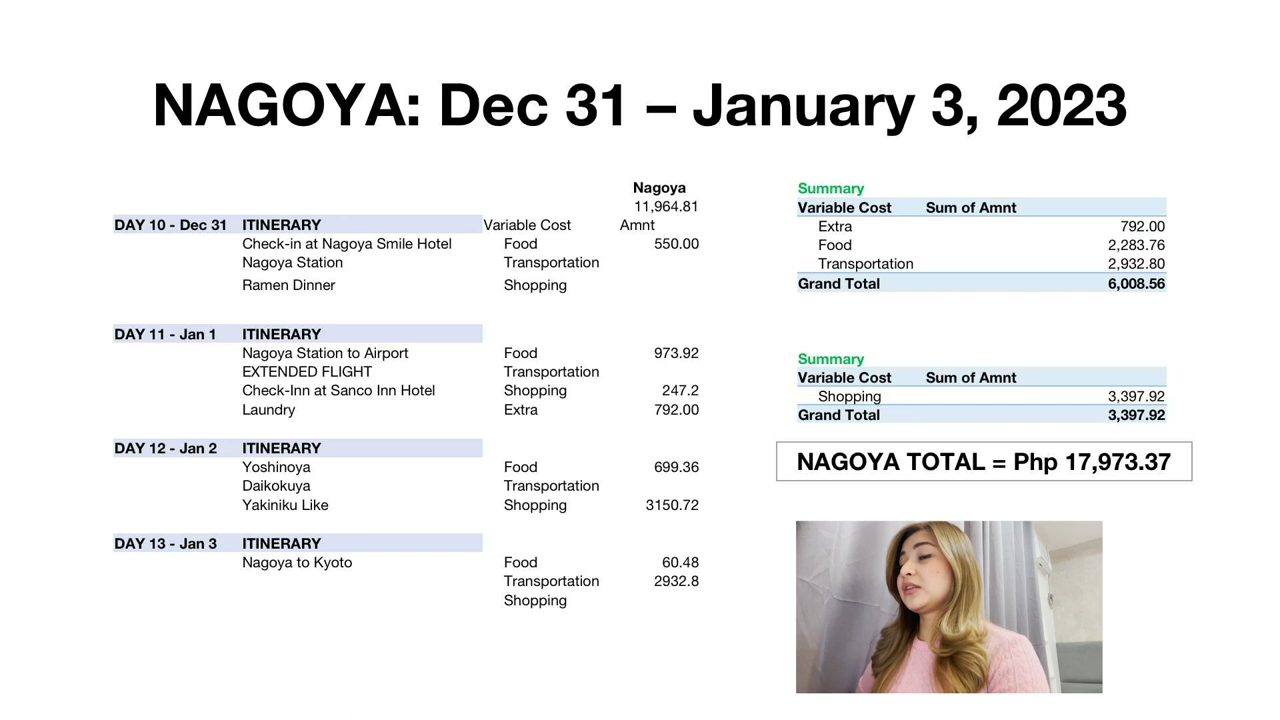 NAGOYA: Dec 31 – January 3, 2023
Nagoya
11,964.81
DAY 10 - Dec 31 ITINERARY Variable Cost Amnt
Check-in at Nagoya Smile Hotel Food 550.00
Nagoya Station Transportation
Ramen Dinner Shopping
DAY 11 - Jan 1 ITINERARY
Nagoya Station to Airport Food 973.92
EXTENDED FLIGHT Transportation
Check-Inn at Sanco Inn Hotel Shopping 247.2
Laundry Extra 792.00
DAY 12 - Jan 2 ITINERARY
Yoshinoya Food 699.36
Daikokuya Transportation
Yakiniku Like Shopping 3150.72
DAY 13 - Jan 3 ITINERARY
Nagoya to Kyoto Food 60.48
Transportation 2932.8
Shopping
Summary
Variable Cost Sum of Amnt
Extra 792.00
Food 2,283.76
Transportation 2,932.80
Grand Total 6,008.56
Summary
Variable Cost Sum of Amnt
Shopping 3,397.92
Grand Total 3,397.92
NAGOYA TOTAL = Php 17,973.37